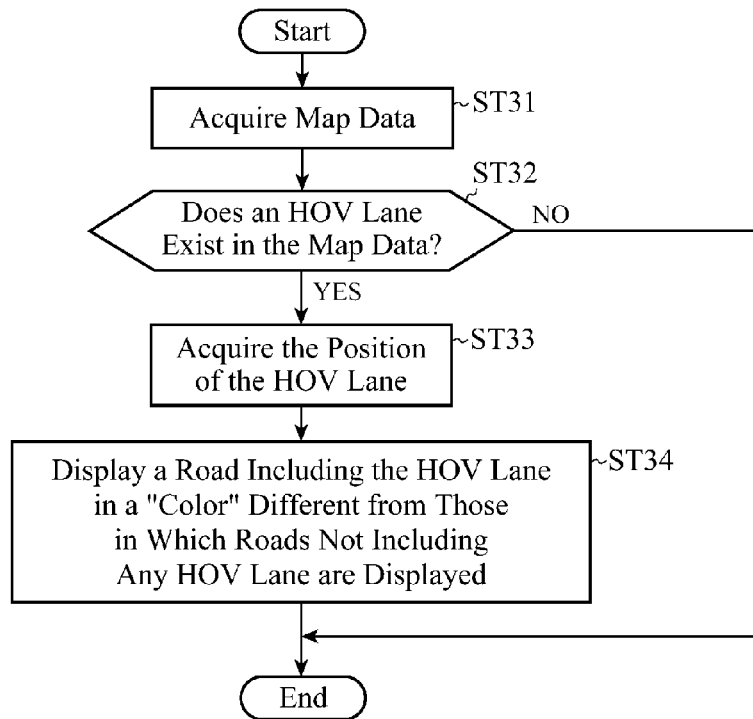 Start
Acquire Map Data
~ST31
Does an HOV Lane
Exist in the Map Data?
~ST32
NO
YES
Acquire the Position
of the HOV Lane
~ST33
Display a Road Including the HOV Lane
in a "Color" Different from Those
in Which Roads Not Including
Any HOV Lane are Displayed
~ST34
End